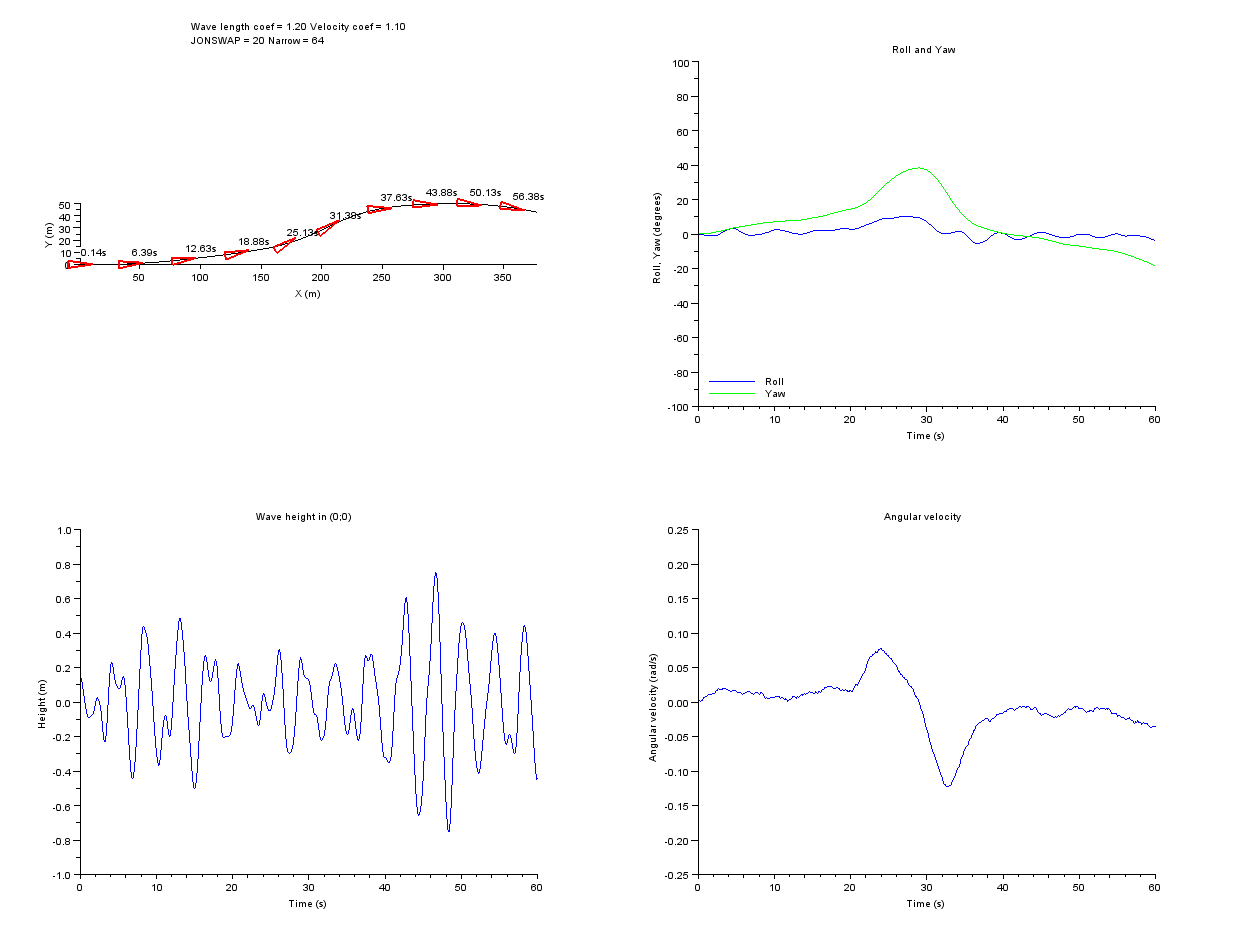 Wave length coef = 1.20 Velocity coef = 1.10
JONSWAP = 20 Narrow = 64
50
40
30
20
10
0
Y (m)
0.14s
6.39s
12.63s
18.88s
25.13s
31.38s
37.63s
43.88s
50.13s
56.38s
50
100
150
200
250
300
350
X (m)
Roll and Yaw
100
80
60
40
20
0
-20
-40
-60
-80
-100
Roll, Yaw (degrees)
Roll
Yaw
0
10
20
30
40
50
60
Time (s)
Wave height in (0;0)
1.0
0.8
0.6
0.4
0.2
0.0
-0.2
-0.4
-0.6
-0.8
-1.0
Height (m)
0
10
20
30
40
50
60
Time (s)
Angular velocity
0.25
0.20
0.15
0.10
0.05
0.00
-0.05
-0.10
-0.15
-0.20
-0.25
Angular velocity (rad/s)
0
10
20
30
40
50
60
Time (s)